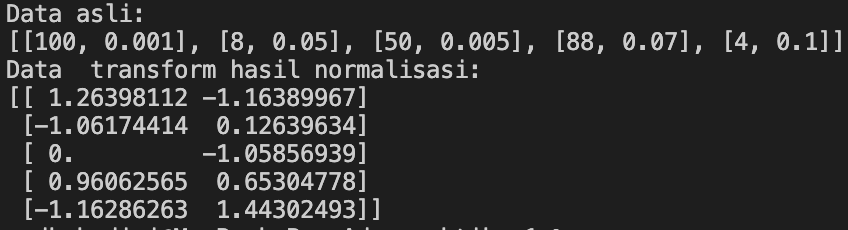 Data asli:
[[100, 0.001], [8, 0.05], [50, 0.005], [88, 0.07], [4, 0.1]]
Data  transform hasil normalisasi:
[[ 1.26398112 -1.16389967]
 [-1.06174414  0.12639634]
 [ 0.         -1.05856939]
 [ 0.96062565  0.65304778]
 [-1.16286263  1.44302493]]